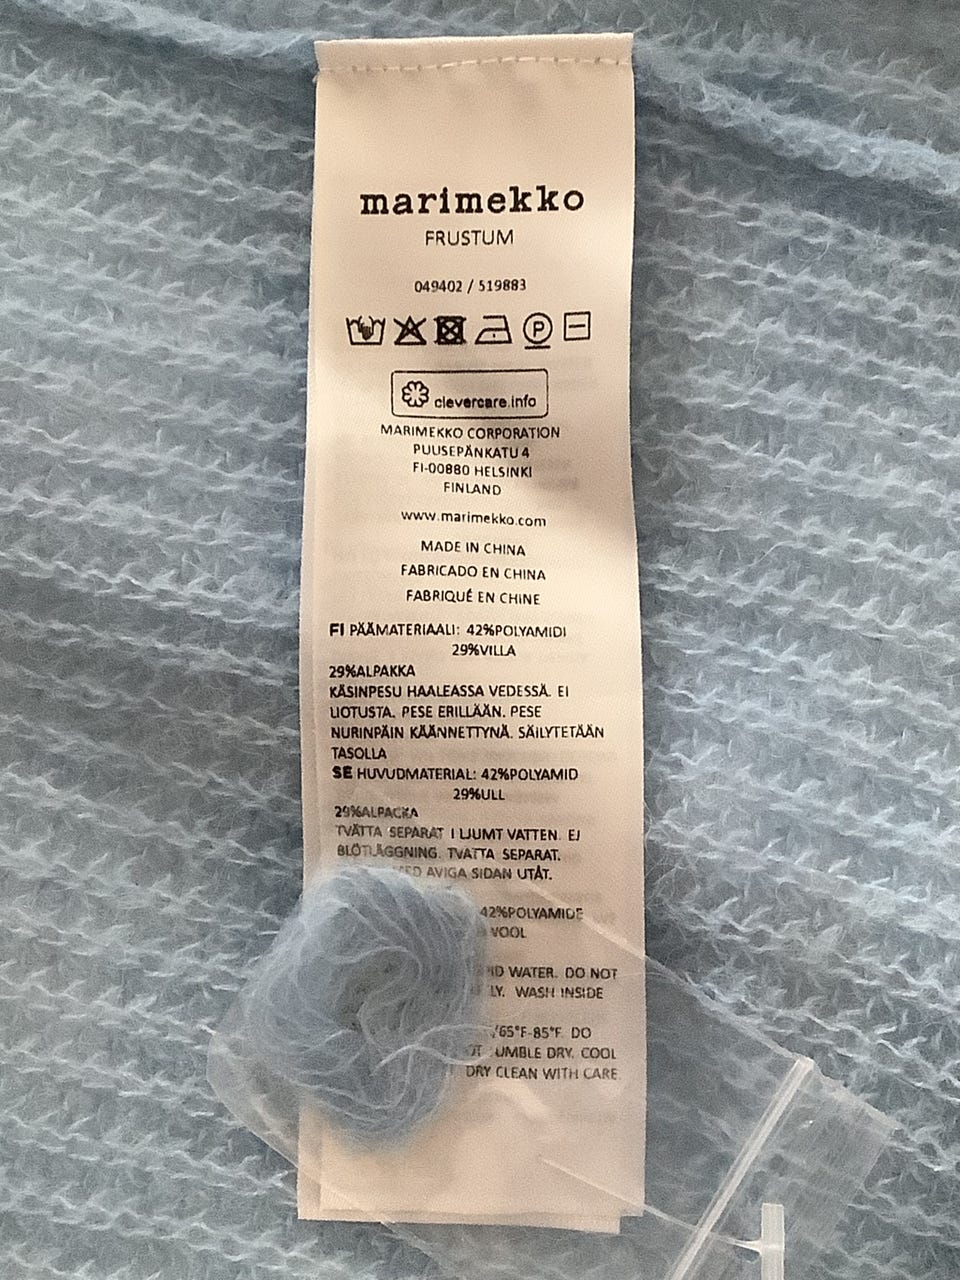 marimekko
FRUSTUM
049402 / 519883
P
clevercare.info
MARIMEKKO CORPORATION
PUUSEPÄNKATU 4
FI-00880 HELSINKI
FINLAND
www.marimekko.com
MADE IN CHINA
FABRICADO EN CHINA
FABRIQUÉ EN CHINE
FI PÄÄMATERIAALI: 42%POLYAMIDI
29%VILLA
29%ALPAKKA
KÄSINPESU HAALEASSA VEDESSÄ. EI
LIOTUSTA. PESE ERILLÄÄN. PESE
NURINPÄIN KÄÄNNETTYNÄ. SÄILYTETÄÄN
TASOLLA
SE HUVUDMATERIAL: 42%POLYAMID
29%ULL
29%ALPACKA
TVÄTTA SEPARAT I LJUMT VATTEN. EJ
BLÖTLÄGGNING. TVÄTTA SEPARAT.
AVIGA SIDAN UTÅT.
42%POLYAMIDE
WOOL
WATER. DO NOT
WASH INSIDE
/65°F-85°F. DO
DRY. COOL
DRY CLEAN WITH CARE.